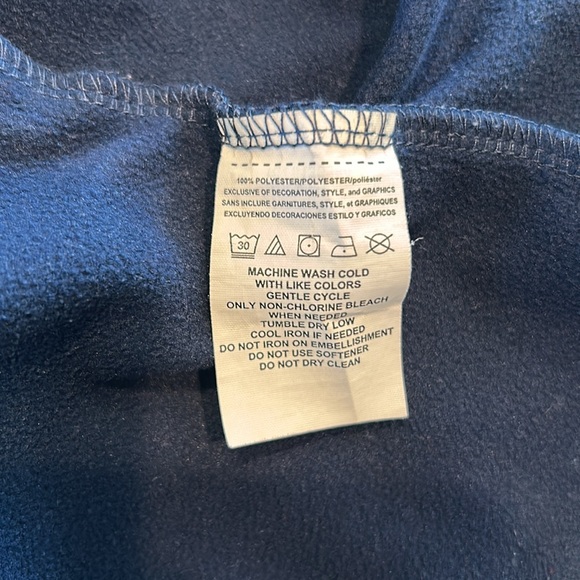 100% POLYESTER/POLYESTER/poliéster
EXCLUSIVE OF DECORATION, STYLE, and GRAPHICS
SANS INCLURE GARNITURES, STYLE, et GRAPHIQUES
EXCLUYENDO DECORACIONES ESTILO Y GRAFICOS
30
MACHINE WASH COLD
WITH LIKE COLORS
GENTLE CYCLE
ONLY NON-CHLORINE BLEACH
WHEN NEEDED
TUMBLE DRY LOW
COOL IRON IF NEEDED
DO NOT IRON ON EMBELLISHMENT
DO NOT USE SOFTENER
DO NOT DRY CLEAN